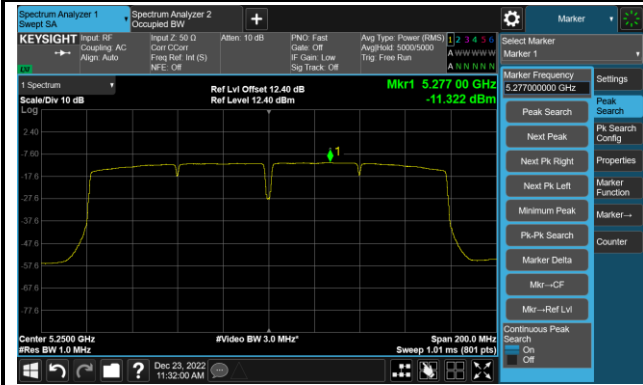 Spectrum Analyzer 1
Swept SA
Spectrum Analyzer 2
Occupied BW
+
Marker
KEYSIGHT
Input: RF
Coupling: AC
Align: Auto
Input Z: 50 Ω
Corr CCorr
Freq Ref: Int (S)
NFE: Off
Atten: 10 dB
PNO: Fast
Gate: Off
IF Gain: Low
Sig Track: Off
Avg Type: Power (RMS)
Avg|Hold: 5000/5000
Trig: Free Run
1 2 3 4 5 6
A W W W W W
A N N N N N
Select Marker
Marker 1
1 Spectrum
Scale/Div 10 dB
Log
Ref Lvl Offset 12.40 dB
Ref Level 12.40 dBm
Mkr1 5.277 00 GHz
-11.322 dBm
2.40
-7.60
-17.6
-27.6
-37.6
-47.6
-57.6
-67.6
-77.6
1
Center 5.2500 GHz
#Res BW 1.0 MHz
#Video BW 3.0 MHz*
Span 200.0 MHz
Sweep 1.01 ms (801 pts)
Marker Frequency
5.277000000 GHz
Peak Search
Next Peak
Next Pk Right
Next Pk Left
Minimum Peak
Pk-Pk Search
Marker Delta
Mkr→CF
Mkr→Ref Lvl
Continuous Peak
Search
On
Off
Settings
Peak
Search
Pk Search
Config
Properties
Marker
Function
Marker→
Counter
?
Dec 23, 2022
11:32:00 AM